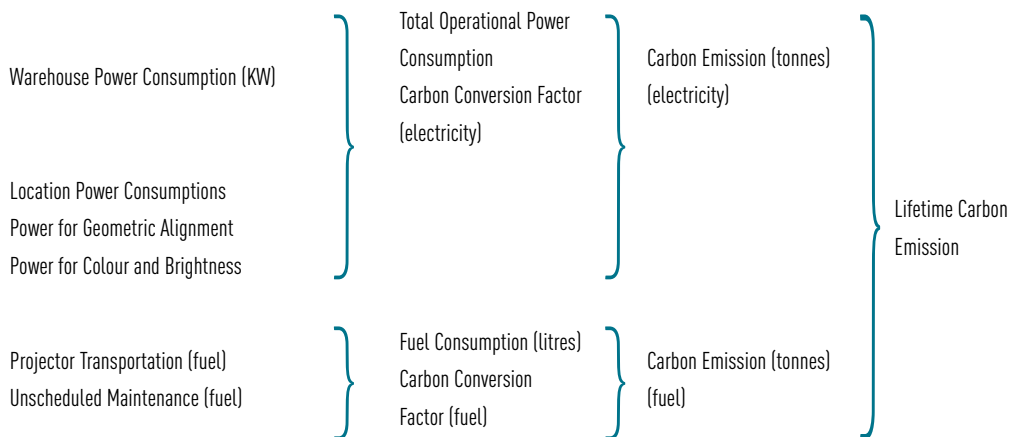 Warehouse Power Consumption (KW)
Location Power Consumptions
Power for Geometric Alignment
Power for Colour and Brightness
Projector Transportation (fuel)
Unscheduled Maintenance (fuel)
Total Operational Power
Consumption
Carbon Conversion Factor
(electricity)
Fuel Consumption (litres)
Carbon Conversion
Factor (fuel)
Carbon Emission (tonnes)
(electricity)
Carbon Emission (tonnes)
(fuel)
Lifetime Carbon
Emission